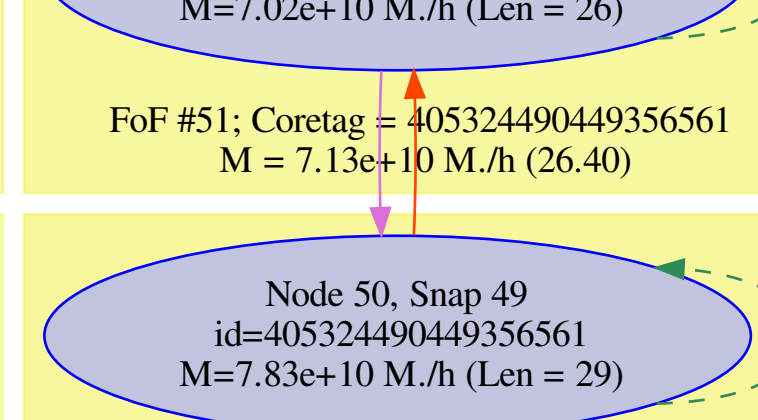 M=7.02e+10 M./h (Len = 26)
FoF #51; Coretag = 405324490449356561
M = 7.13e+10 M./h (26.40)
Node 50, Snap 49
id=405324490449356561
M=7.83e+10 M./h (Len = 29)